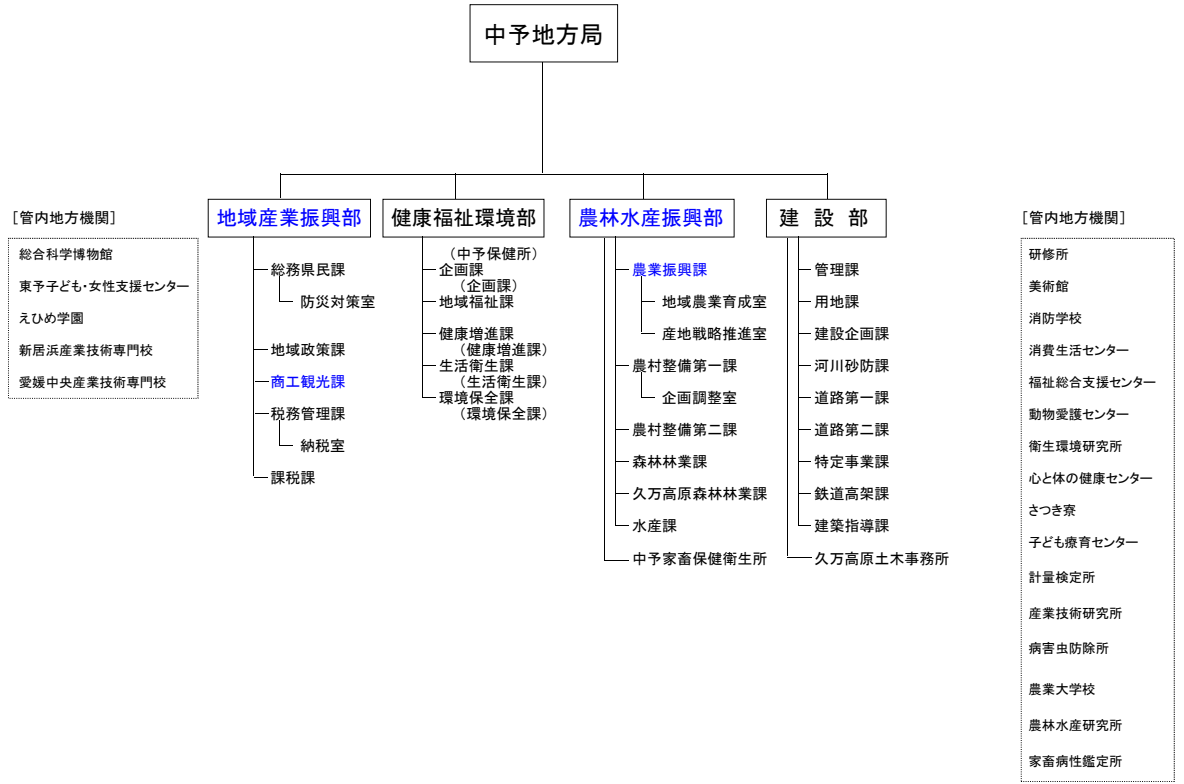 中予地方局
[管内地方機関]
総合科学博物館
東予子ども・女性支援センター
えひめ学園
新居浜産業技術専門校
愛媛中央産業技術専門校
地域産業振興部
総務県民課
防災対策室
地域政策課
商工観光課
税務管理課
納税室
課税課
健康福祉環境部
（中予保健所）
企画課
（企画課）
地域福祉課
健康増進課
（健康増進課）
生活衛生課
（生活衛生課）
環境保全課
（環境保全課）
農林水産振興部
農業振興課
地域農業育成室
産地戦略推進室
農村整備第一課
企画調整室
農村整備第二課
森林林業課
久万高原森林林業課
水産課
中予家畜保健衛生所
建設部
管理課
用地課
建設企画課
河川砂防課
道路第一課
道路第二課
特定事業課
鉄道高架課
建築指導課
久万高原土木事務所
[管内地方機関]
研修所
美術館
消防学校
消費生活センター
福祉総合支援センター
動物愛護センター
衛生環境研究所
心と体の健康センター
さつき寮
子ども療育センター
計量検定所
産業技術研究所
病害虫防除所
農業大学校
農林水産研究所
家畜病性鑑定所